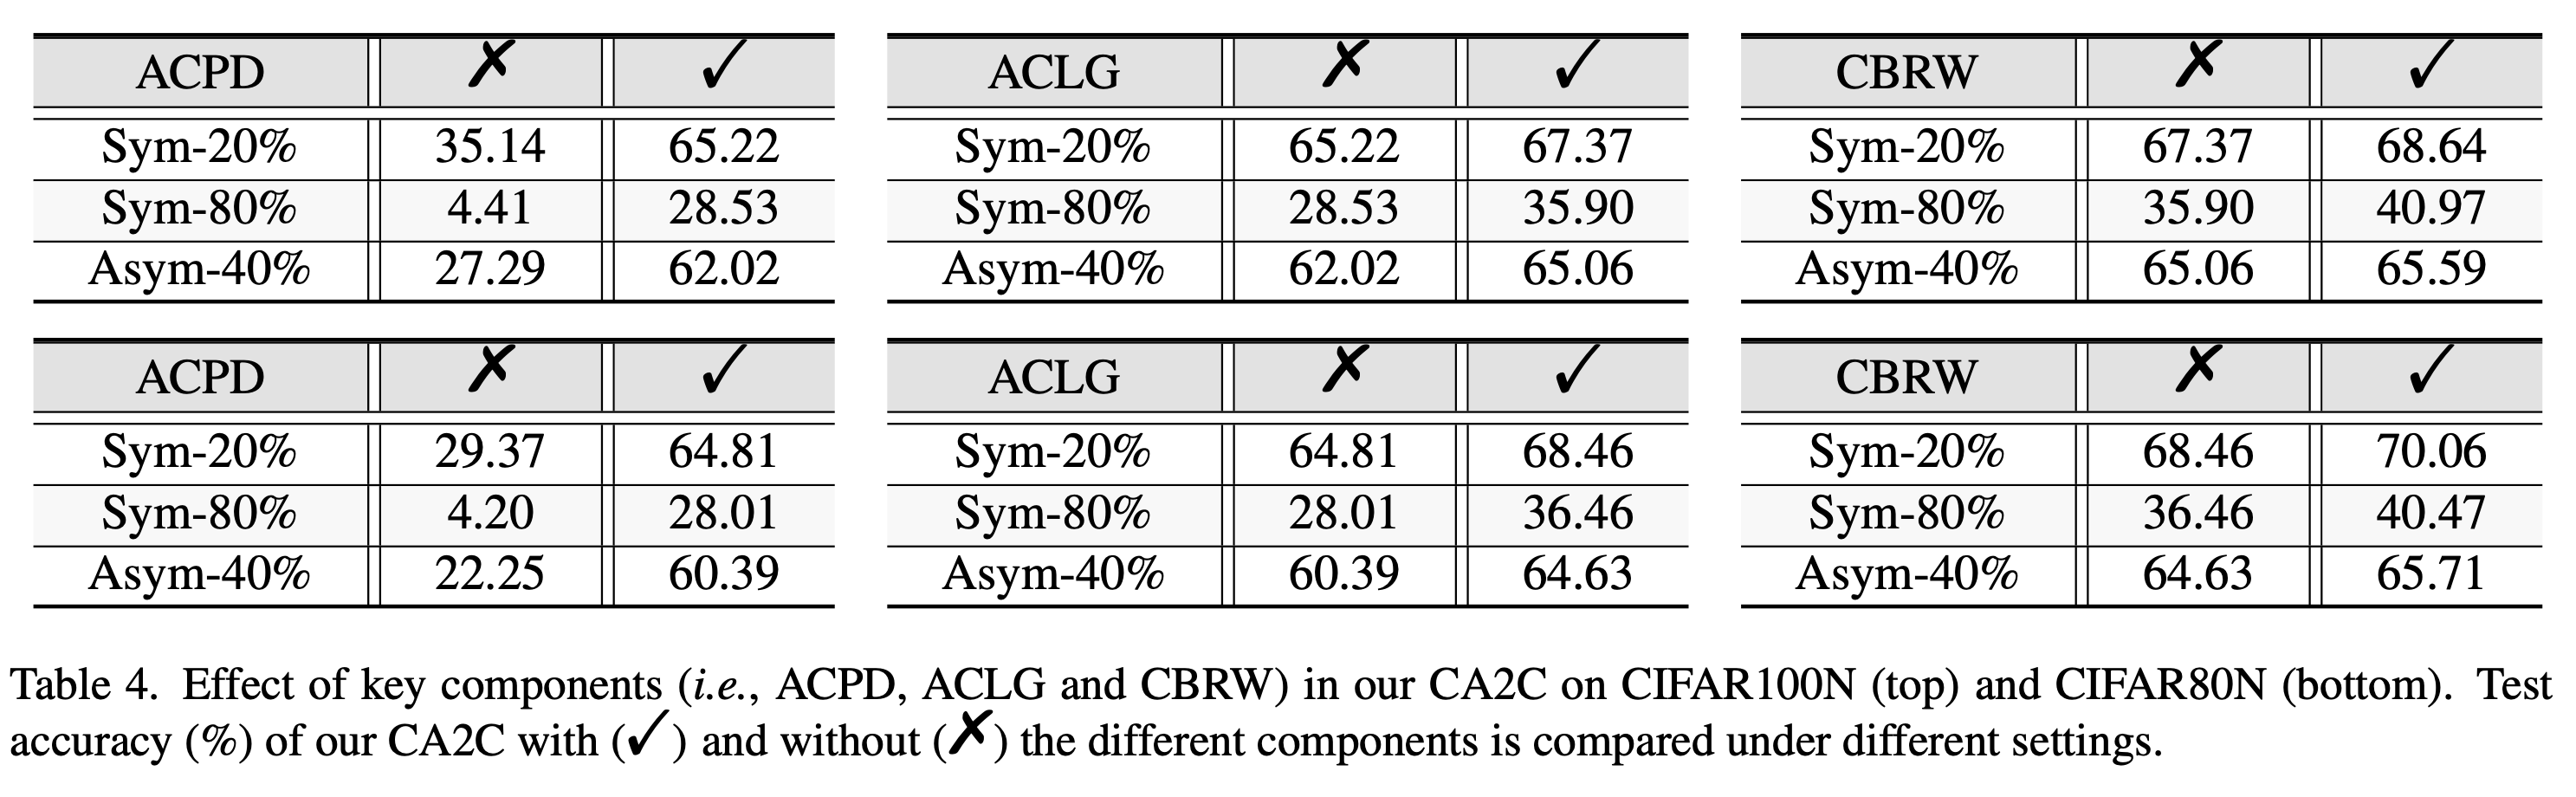 ACPD ✗ ✓ ACLG ✗ ✓ CBRW ✗ ✓
Sym-20% 35.14 65.22 Sym-20% 65.22 67.37 Sym-20% 67.37 68.64
Sym-80% 4.41 28.53 Sym-80% 28.53 35.90 Sym-80% 35.90 40.97
Asym-40% 27.29 62.02 Asym-40% 62.02 65.06 Asym-40% 65.06 65.59
ACPD ✗ ✓ ACLG ✗ ✓ CBRW ✗ ✓
Sym-20% 29.37 64.81 Sym-20% 64.81 68.46 Sym-20% 68.46 70.06
Sym-80% 4.20 28.01 Sym-80% 28.01 36.46 Sym-80% 36.46 40.47
Asym-40% 22.25 60.39 Asym-40% 60.39 64.63 Asym-40% 64.63 65.71
Table 4. Effect of key components (i.e., ACPD, ACLG and CBRW) in our CA2C on CIFAR100N (top) and CIFAR80N (bottom). Test
accuracy (%) of our CA2C with (✓) and without (✗) the different components is compared under different settings.